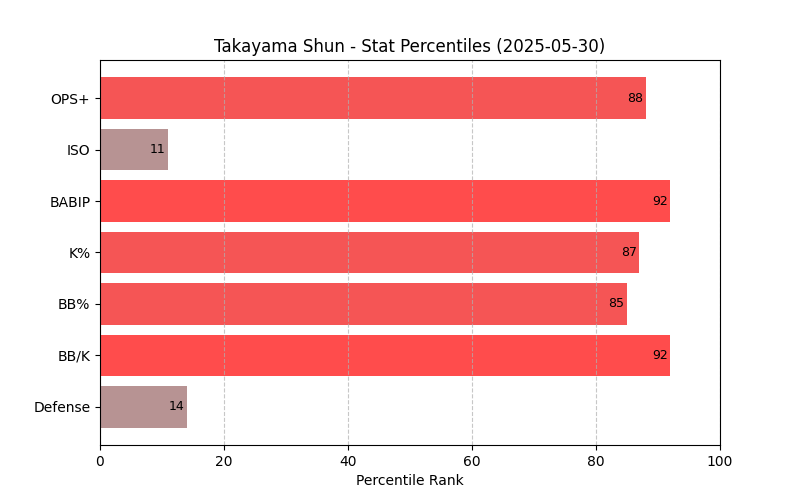 Takayama Shun - Stat Percentiles (2025-05-30)
OPS+ 88
ISO 11
BABIP 92
K% 87
BB% 85
BB/K 92
Defense 14
0 20 40 60 80 100
Percentile Rank